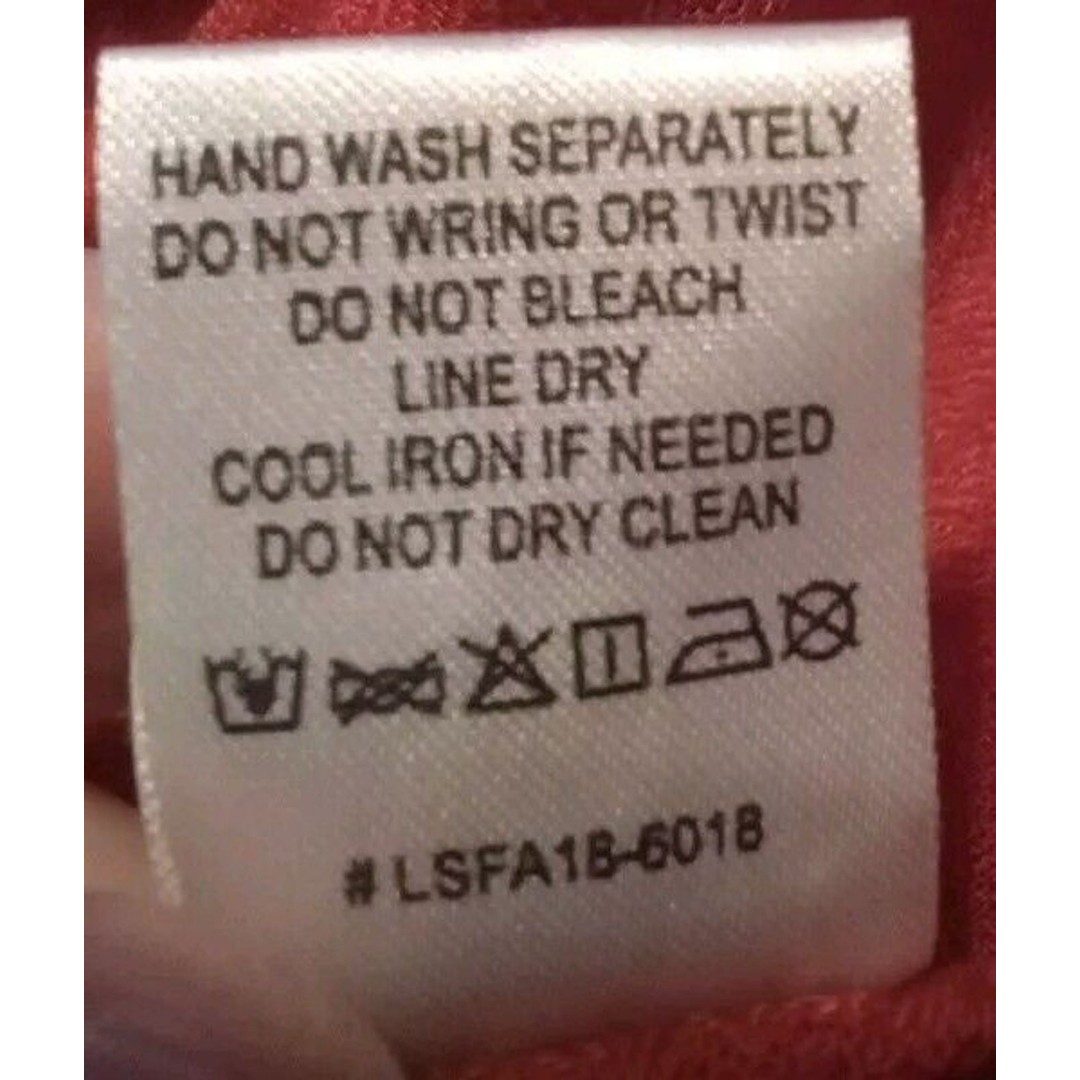 HAND WASH SEPARATELY
DO NOT WRING OR TWIST
DO NOT BLEACH
LINE DRY
COOL IRON IF NEEDED
DO NOT DRY CLEAN
# LSFA18-6018